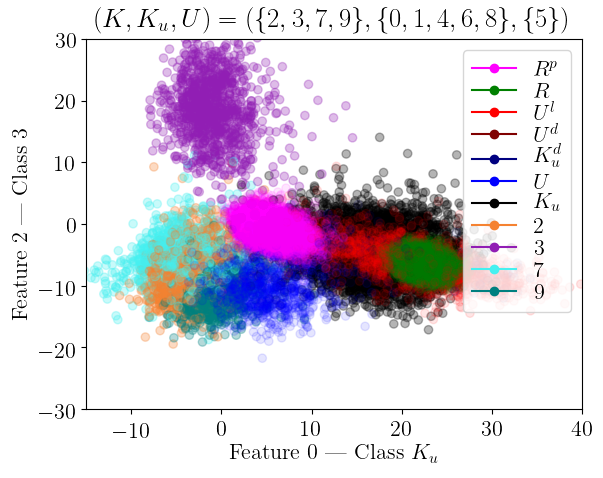 (K, K_u, U) = ({2, 3, 7, 9}, {0, 1, 4, 6, 8}, {5})
R^p
R
U^l
U^d
K_u^d
U
K_u
2
3
7
9
30
20
10
0
−10
−20
−30
Feature 2 — Class 3
−10
0
10
20
30
40
Feature 0 — Class K_u